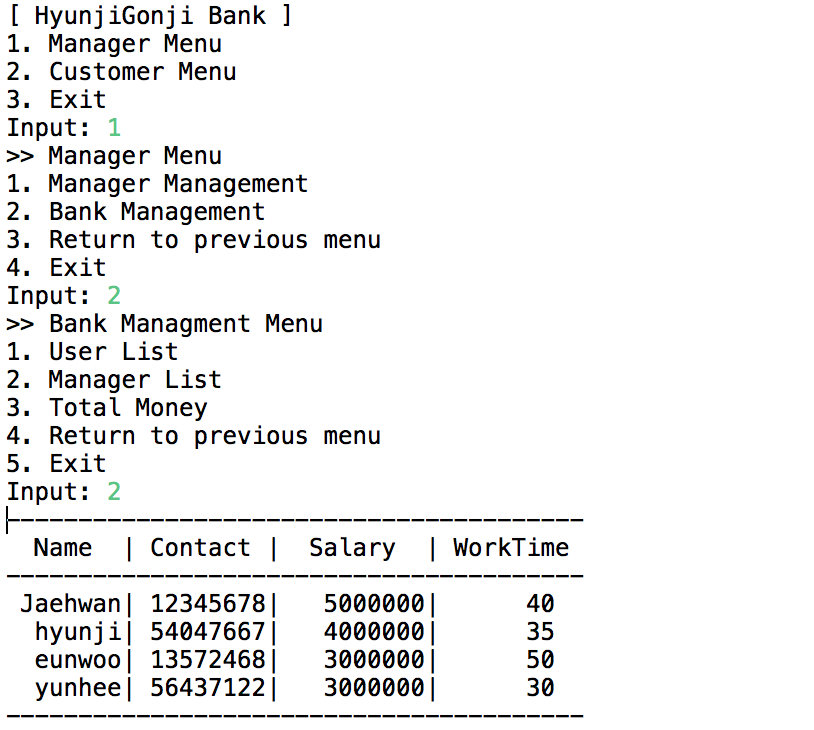 [ HyunjiGonji Bank ]
1. Manager Menu
2. Customer Menu
3. Exit
Input: 1
>> Manager Menu
1. Manager Management
2. Bank Management
3. Return to previous menu
4. Exit
Input: 2
>> Bank Managment Menu
1. User List
2. Manager List
3. Total Money
4. Return to previous menu
5. Exit
Input: 2
----------------------------------------
  Name  | Contact |  Salary  | WorkTime
----------------------------------------
 Jaehwan| 12345678|   5000000|      40
  hyunji| 54047667|   4000000|      35
  eunwoo| 13572468|   3000000|      50
  yunhee| 56437122|   3000000|      30
----------------------------------------